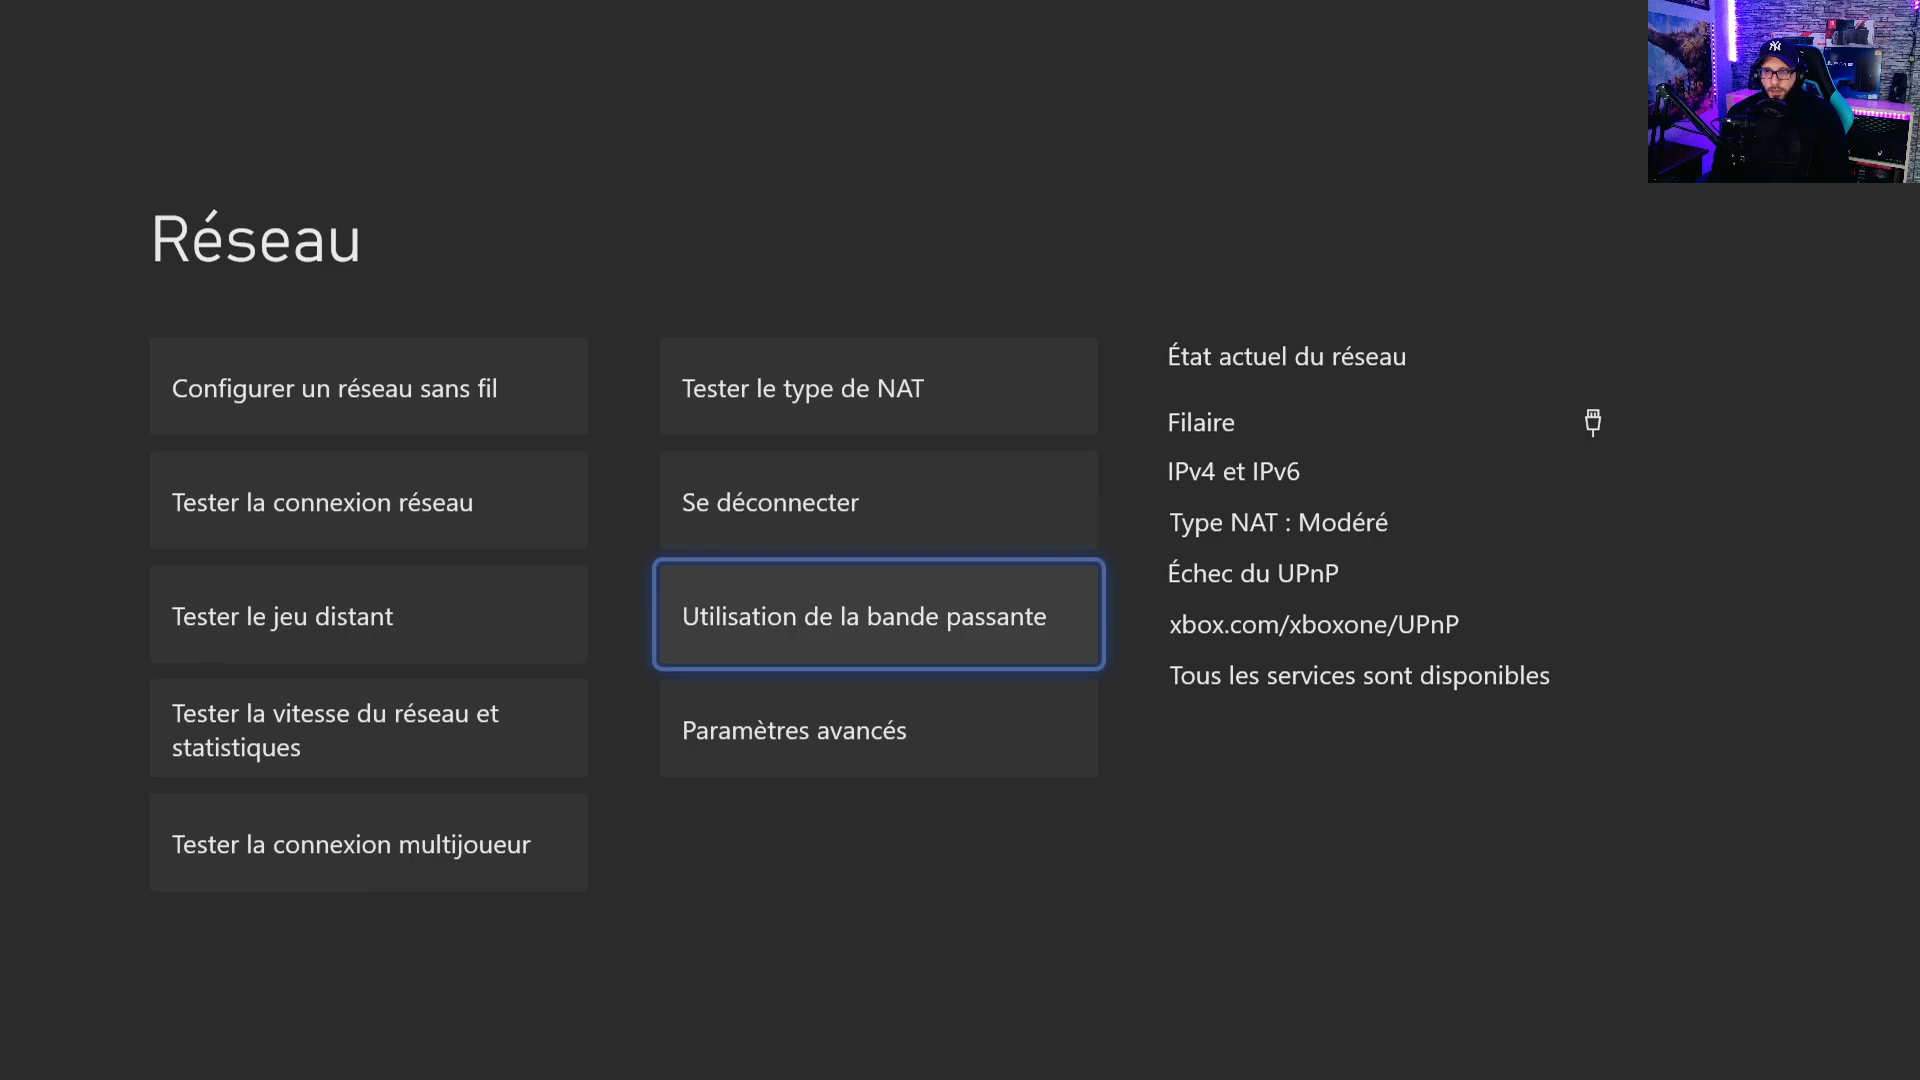 Réseau
Configurer un réseau sans fil
Tester la connexion réseau
Tester le jeu distant
Tester la vitesse du réseau et
statistiques
Tester la connexion multijoueur
Tester le type de NAT
Se déconnecter
Utilisation de la bande passante
Paramètres avancés
État actuel du réseau
Filaire
IPv4 et IPv6
Type NAT : Modéré
Échec du UPnP
xbox.com/xboxone/UPnP
Tous les services sont disponibles